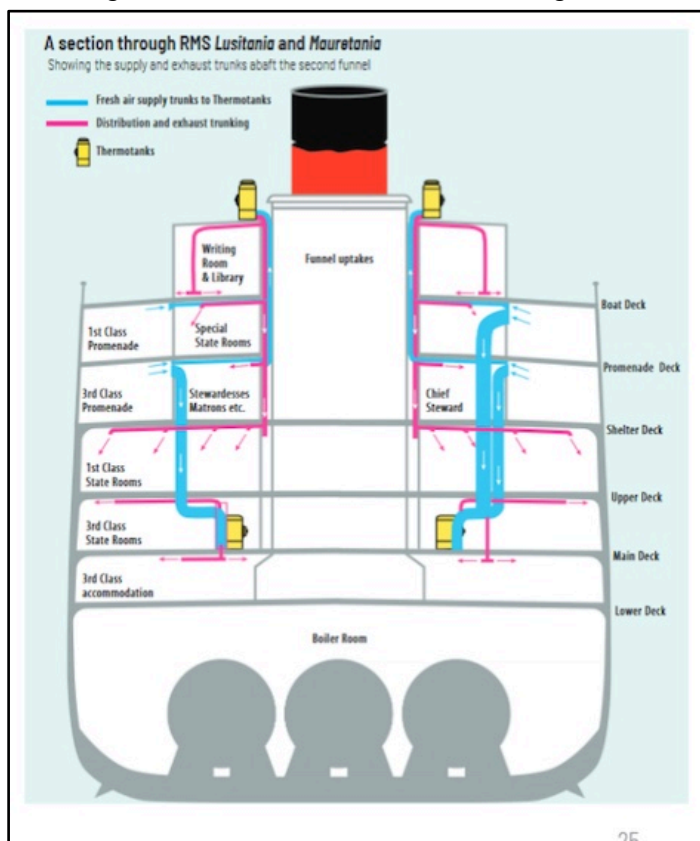 A section through RMS Lusitania and Mauretania
Showing the supply and exhaust trunks abaft the second funnel
Fresh air supply trunks to Thermotanks
Distribution and exhaust trunking
Thermotanks
Writing
Room
& Library
Funnel uptakes
Boat Deck
1st Class
Promenade
Special
State Rooms
Promenade Deck
3rd Class
Promenade
Stewardesses
Matrons etc.
Chief
Steward
Shelter Deck
1st Class
State Rooms
Upper Deck
3rd Class
State Rooms
Main Deck
3rd Class
accommodation
Lower Deck
Boiler Room